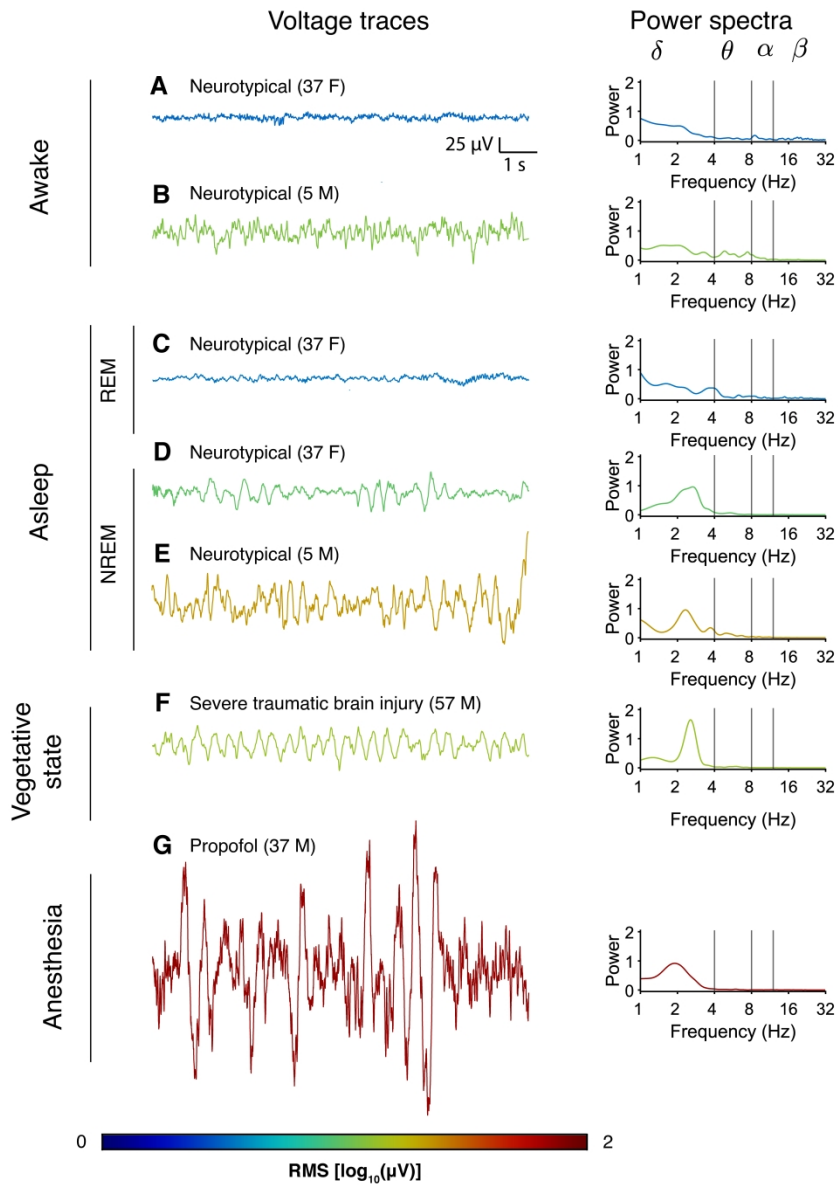 Voltage traces
Power spectra
δ θ α β
Awake
A Neurotypical (37 F)
25 µV
1 s
Power
2
1
0
1 2 4 8 16 32
Frequency (Hz)
B Neurotypical (5 M)
Power
2
1
0
1 2 4 8 16 32
Frequency (Hz)
Asleep
REM
C Neurotypical (37 F)
Power
2
1
0
1 2 4 8 16 32
Frequency (Hz)
NREM
D Neurotypical (37 F)
Power
2
1
0
1 2 4 8 16 32
Frequency (Hz)
E Neurotypical (5 M)
Power
2
1
0
1 2 4 8 16 32
Frequency (Hz)
Vegetative
state
F Severe traumatic brain injury (57 M)
Power
2
1
0
1 2 4 8 16 32
Frequency (Hz)
Anesthesia
G Propofol (37 M)
Power
2
1
0
1 2 4 8 16 32
Frequency (Hz)
0 2
RMS [log10(µV)]